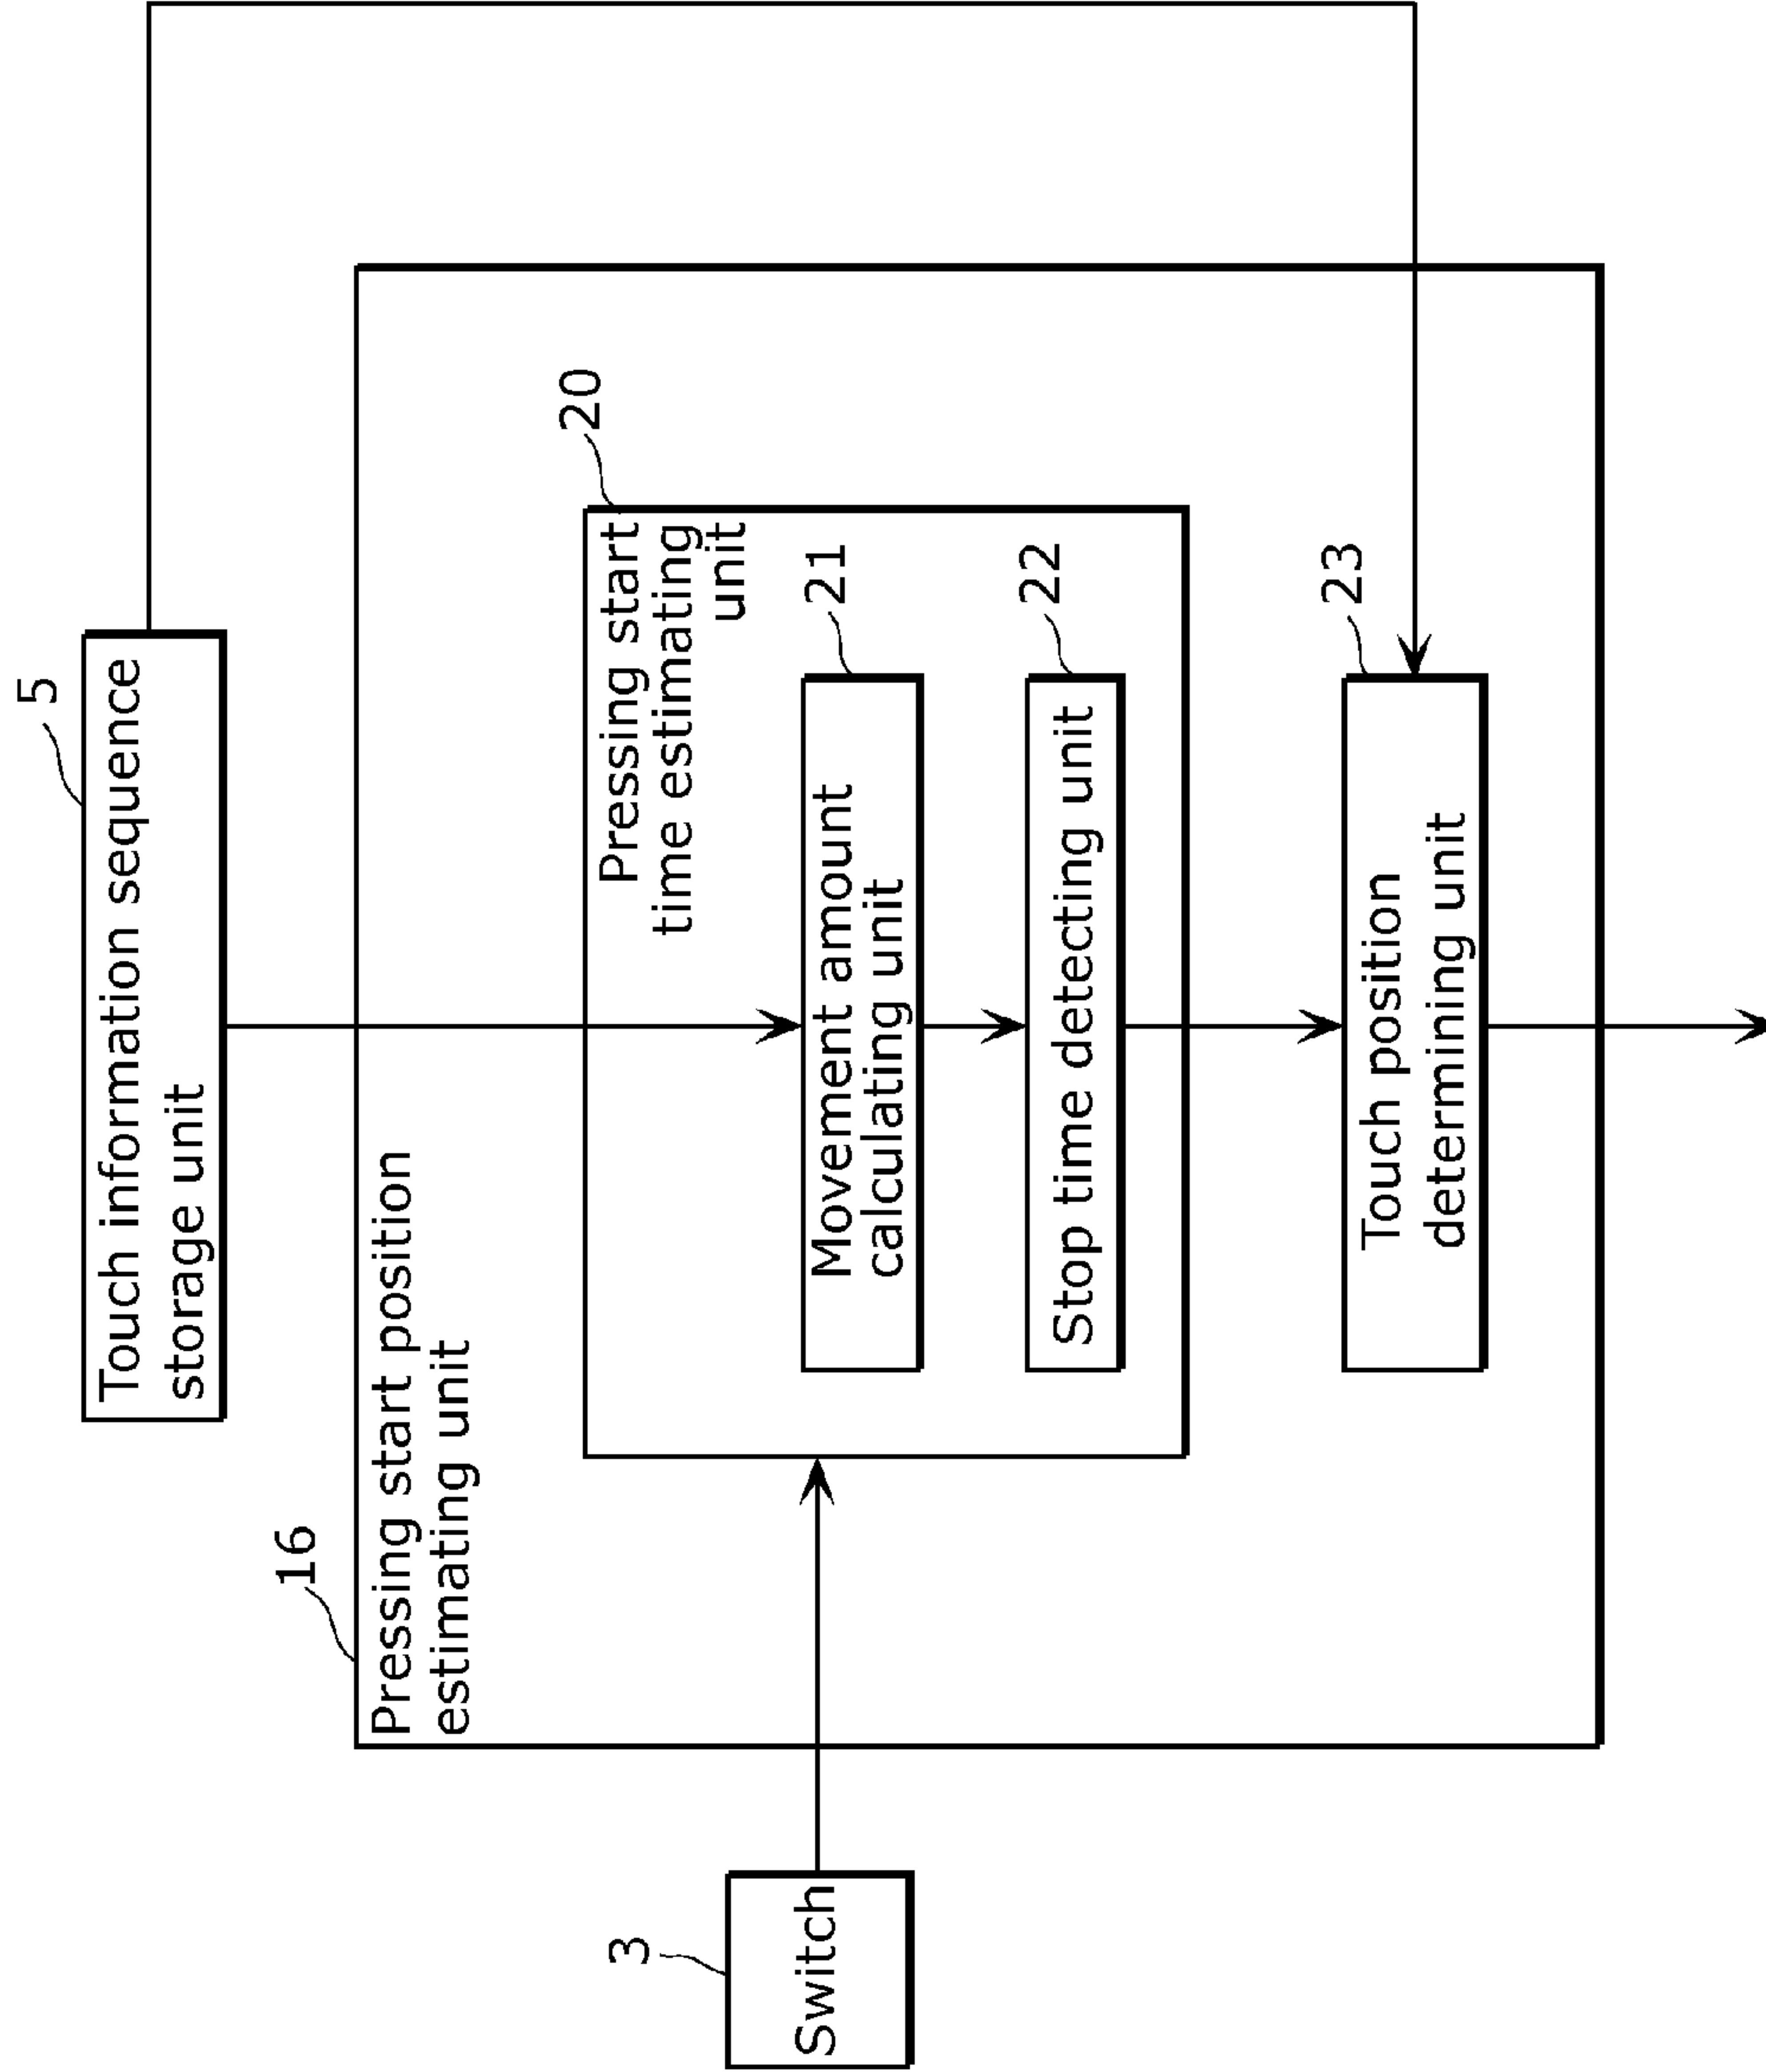 5
Touch information sequence
storage unit
16
Pressing start position
estimating unit
20
Pressing start
time estimating
unit
3
Switch
21
Movement amount
calculating unit
22
Stop time detecting unit
23
Touch position
determining unit